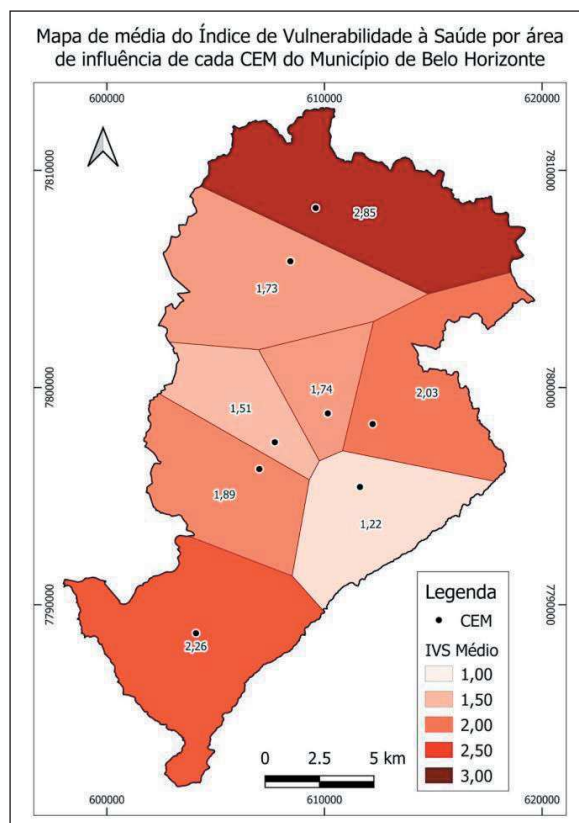 Mapa de média do Índice de Vulnerabilidade à Saúde por área
de influência de cada CEM do Município de Belo Horizonte
600000 610000 620000
7810000 7810000
2,85
1,73
7800000 7800000
1,74
2,03
1,51
1,89
1,22
7790000 7790000
2,26
Legenda
CEM
IVS Médio
1,00
1,50
2,00
2,50
3,00
0 2.5 5 km
600000 610000 620000